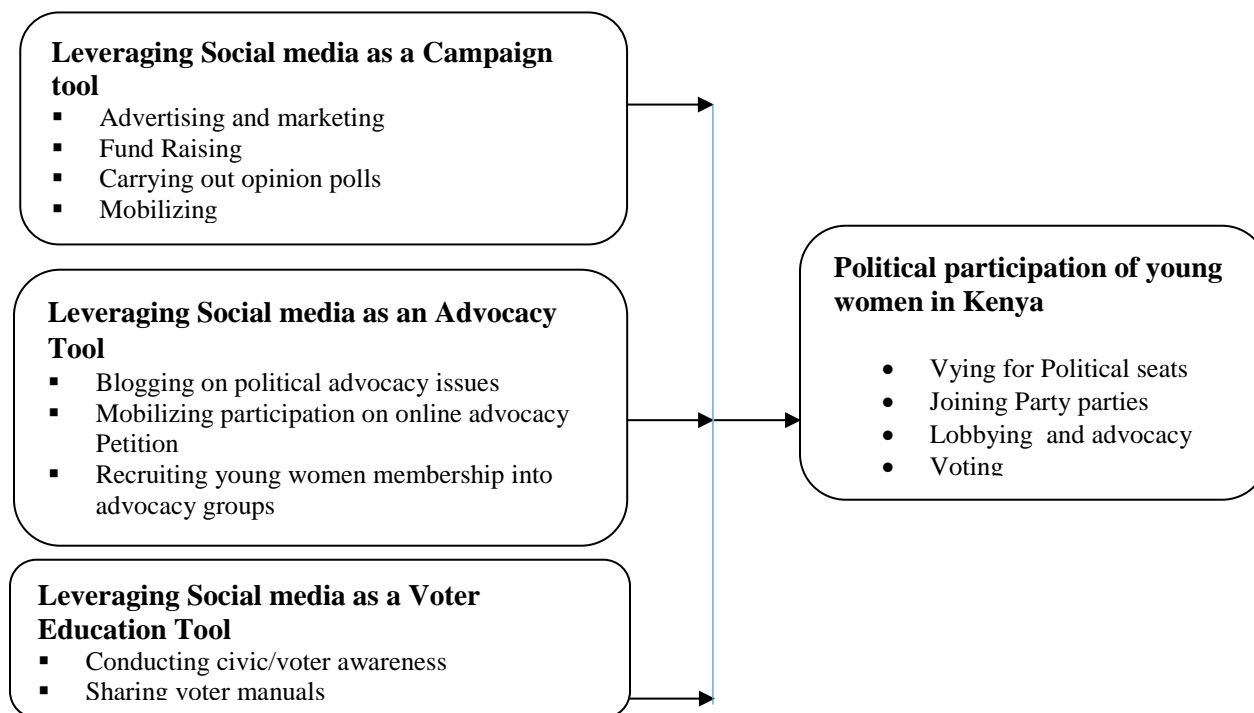 Leveraging Social media as a Campaign
tool
▪ Advertising and marketing
▪ Fund Raising
▪ Carrying out opinion polls
▪ Mobilizing
Leveraging Social media as an Advocacy
Tool
▪ Blogging on political advocacy issues
▪ Mobilizing participation on online advocacy
Petition
▪ Recruiting young women membership into
advocacy groups
Leveraging Social media as a Voter
Education Tool
▪ Conducting civic/voter awareness
▪ Sharing voter manuals
Political participation of young
women in Kenya
• Vying for Political seats
• Joining Party parties
• Lobbying and advocacy
• Voting